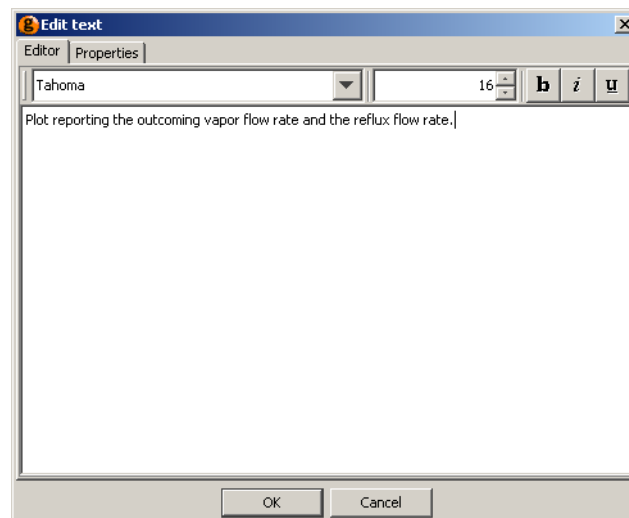 Edit text
Editor Properties
Tahoma 16 b i u
Plot reporting the outcoming vapor flow rate and the reflux flow rate.
OK Cancel